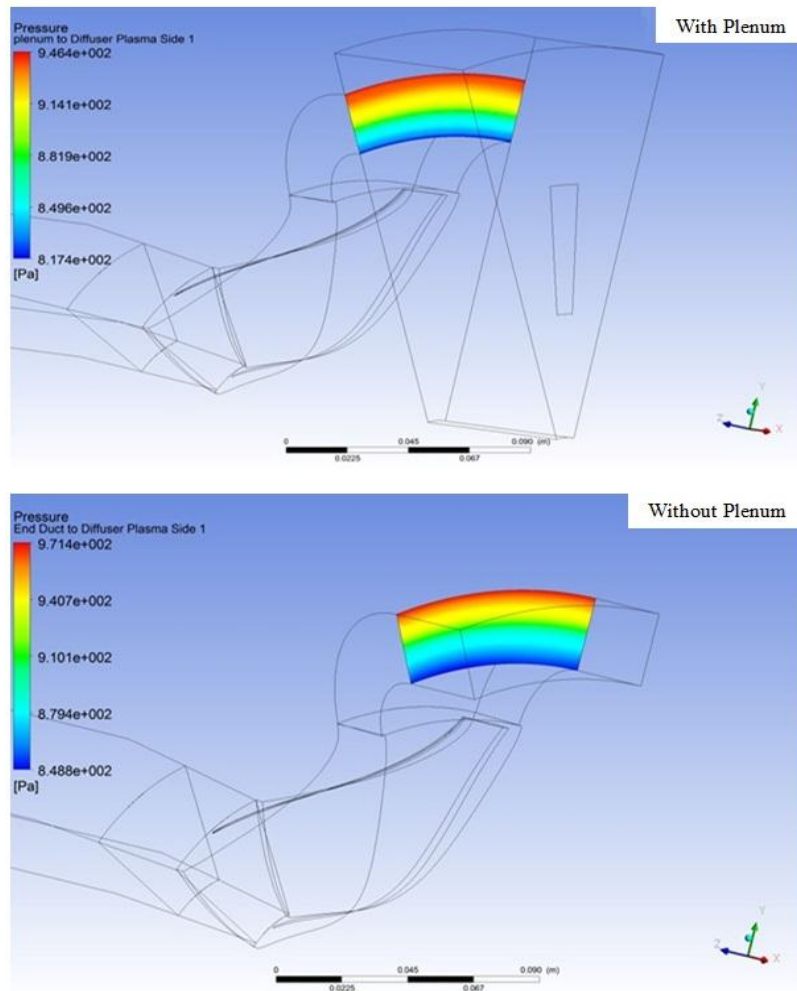 With Plenum
Pressure
plenum to Diffuser Plasma Side 1
9.464e+002
9.141e+002
8.819e+002
8.496e+002
8.174e+002
[Pa]
Y
Z X
0 0.045 0.090 (m)
0.0225 0.067
Without Plenum
Pressure
End Duct to Diffuser Plasma Side 1
9.714e+002
9.407e+002
9.101e+002
8.794e+002
8.488e+002
[Pa]
Y
Z X
0 0.045 0.090 (m)
0.0225 0.067